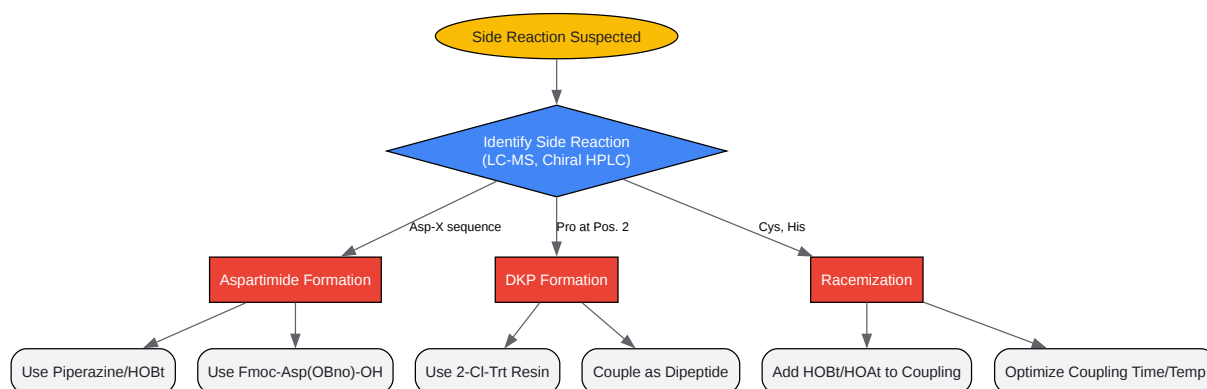 Side Reaction Suspected
Identify Side Reaction
(LC-MS, Chiral HPLC)
Asp-X sequence
Pro at Pos. 2
Cys, His
Aspartimide Formation
DKP Formation
Racemization
Use Piperazine/HOBt
Use Fmoc-Asp(OBno)-OH
Use 2-Cl-Trt Resin
Couple as Dipeptide
Add HOBt/HOAt to Coupling
Optimize Coupling Time/Temp